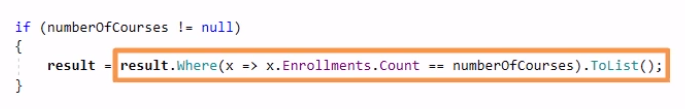 if (numberOfCourses != null)
{
result = result.Where(x => x.Enrollments.Count == numberOfCourses).ToList();
}